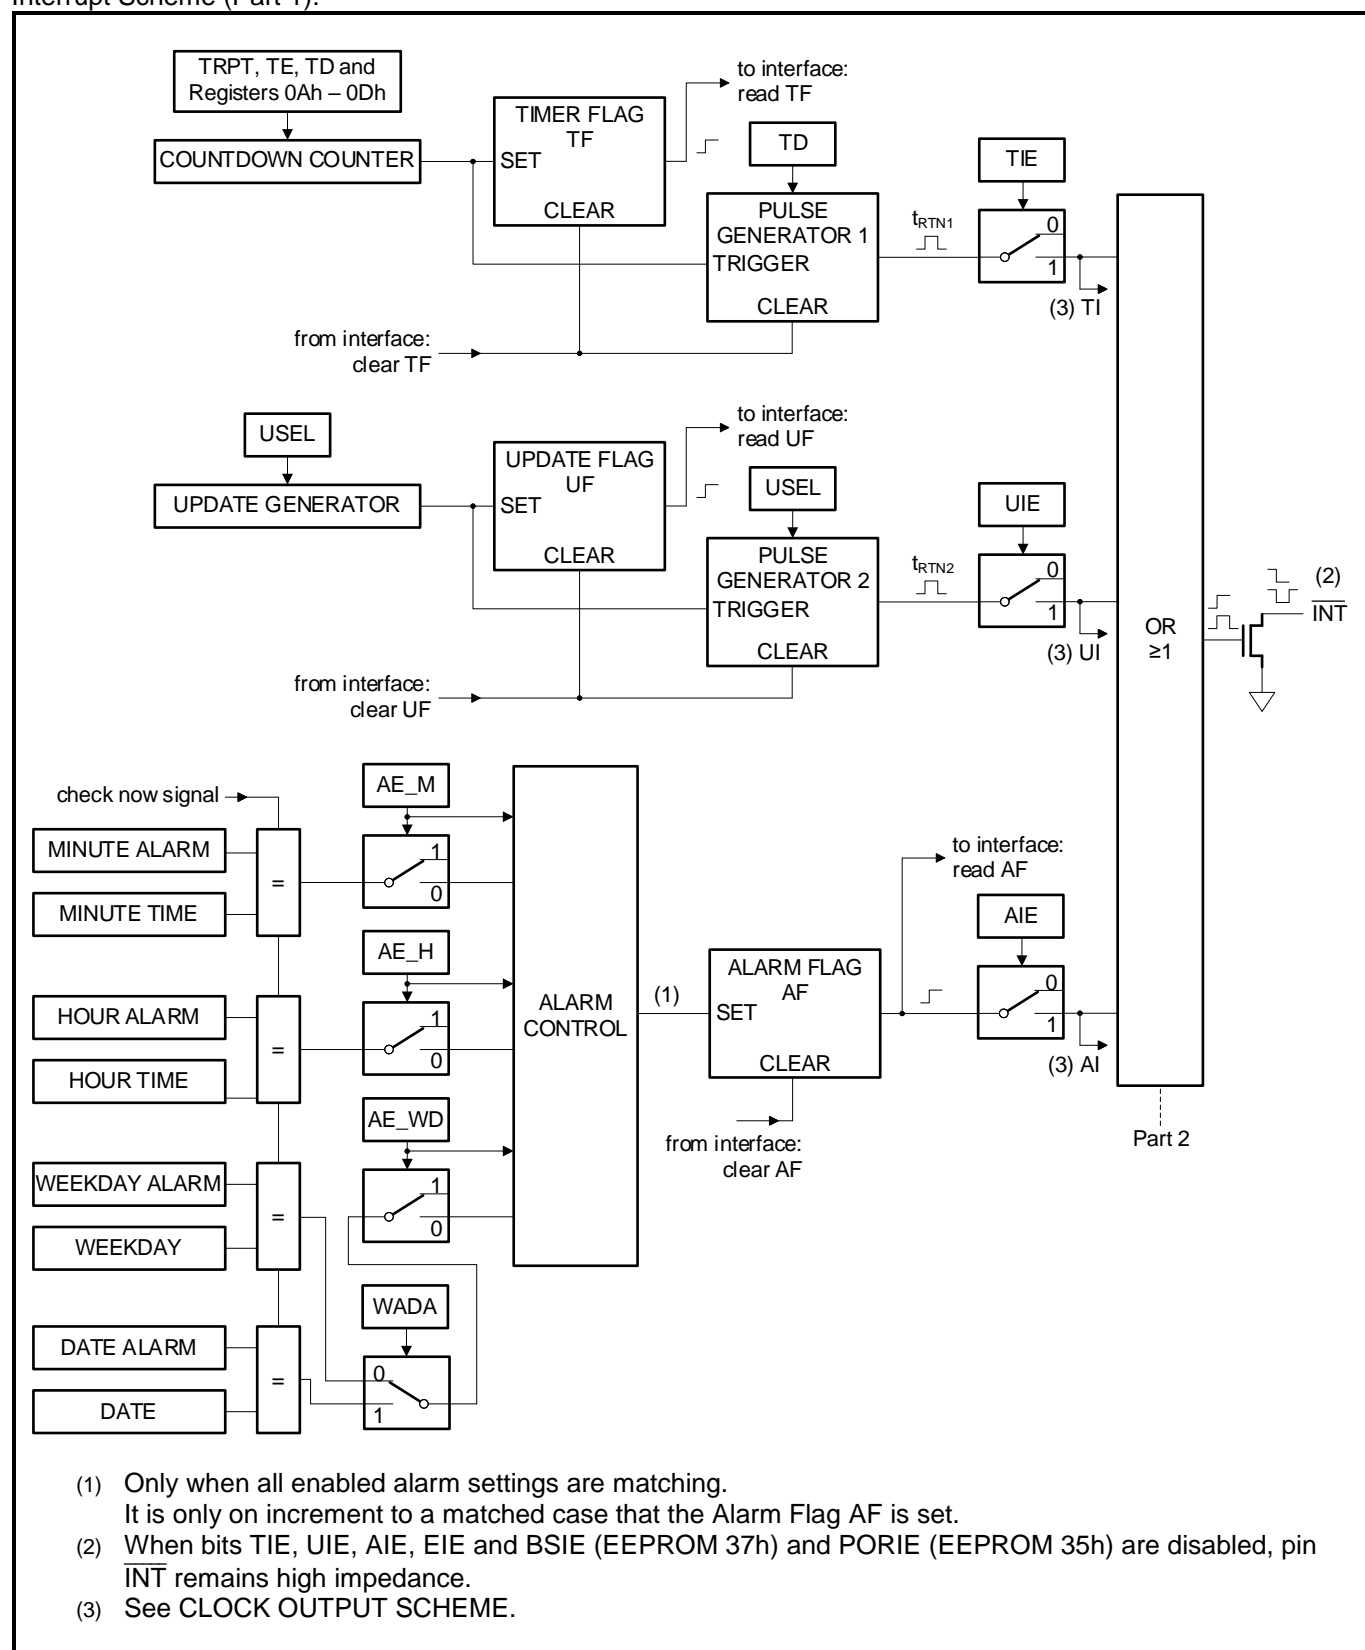 Interrupt Scheme (Part 1):
TRPT, TE, TD and
Registers 0Ah – 0Dh
COUNTDOWN COUNTER
TIMER FLAG
TF
SET
CLEAR
to interface:
read TF
TD
PULSE
GENERATOR 1
TRIGGER
CLEAR
tRTN1
TIE
0
1
(3) TI
from interface:
clear TF
USEL
UPDATE GENERATOR
UPDATE FLAG
UF
SET
CLEAR
to interface:
read UF
USEL
PULSE
GENERATOR 2
TRIGGER
CLEAR
tRTN2
UIE
0
1
(3) UI
from interface:
clear UF
OR
≥1
(2)
INT
check now signal
MINUTE ALARM
MINUTE TIME
=
AE_M
1
0
HOUR ALARM
HOUR TIME
=
AE_H
1
0
WEEKDAY ALARM
WEEKDAY
=
AE_WD
1
0
DATE ALARM
DATE
=
WADA
0
1
ALARM
CONTROL
(1)
ALARM FLAG
AF
SET
CLEAR
to interface:
read AF
AIE
0
1
(3) AI
from interface:
clear AF
Part 2
(1) Only when all enabled alarm settings are matching.
It is only on increment to a matched case that the Alarm Flag AF is set.
(2) When bits TIE, UIE, AIE, EIE and BSIE (EEPROM 37h) and PORIE (EEPROM 35h) are disabled, pin
INT remains high impedance.
(3) See CLOCK OUTPUT SCHEME.